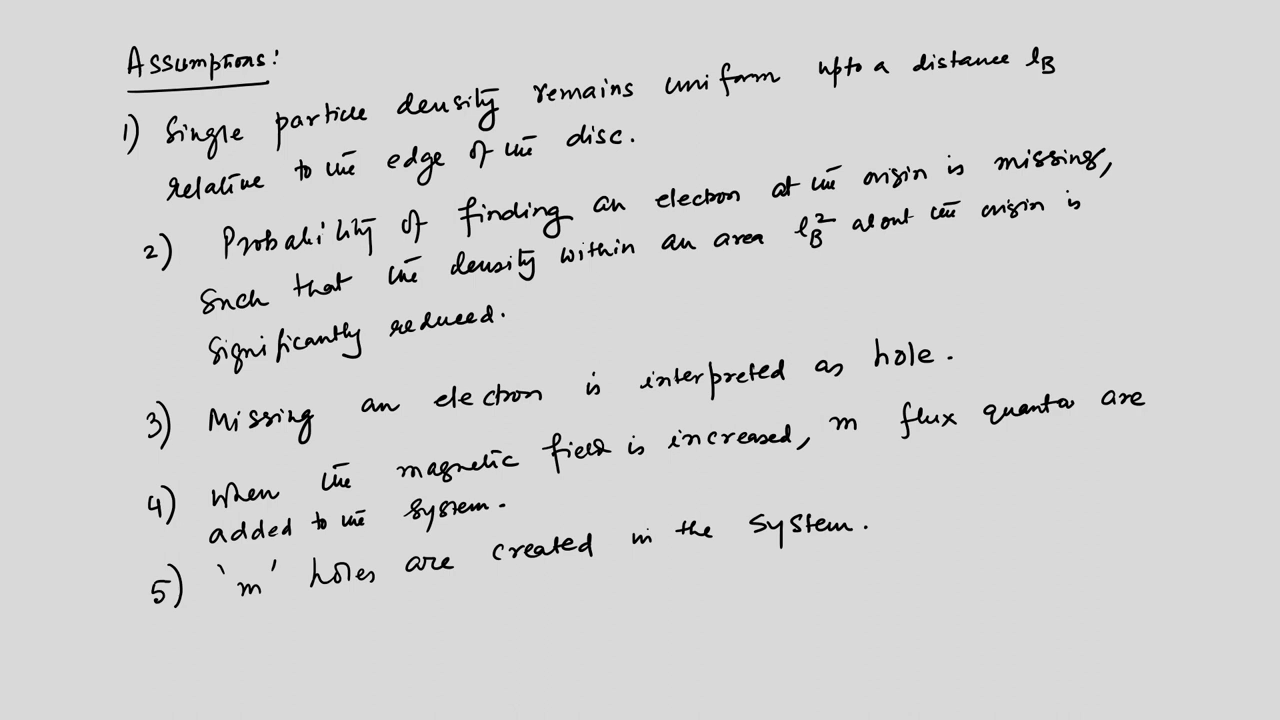 Assumptions:
1) Single particle density remains uniform upto a distance lB
relative to the edge of the disc.
2) Probability of finding an electron at the origin is missing,
Such that the density within an area lB² about the origin is
significantly reduced.
3) Missing an electron is interpreted as hole.
4) When the magnetic field is increased, m flux quanta are
added to the system.
5) 'm' holes are created in the system.